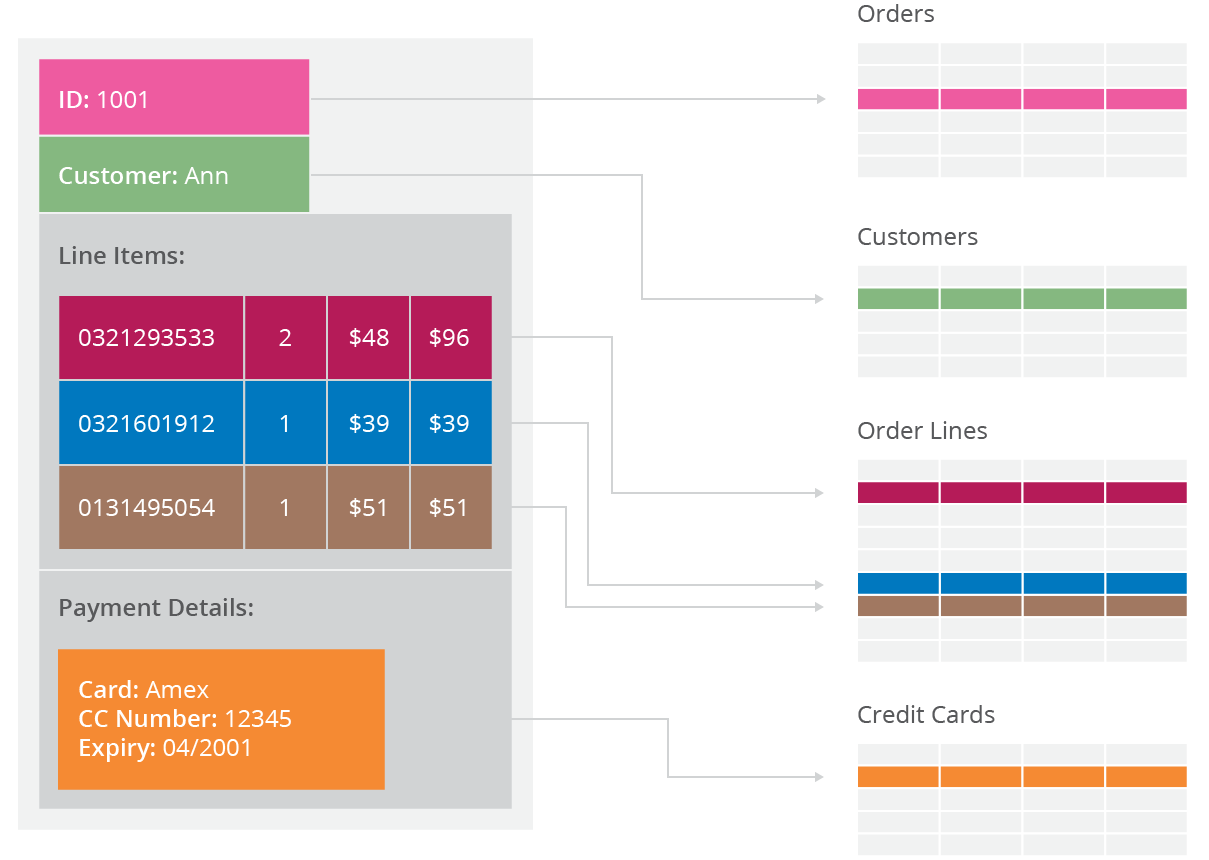 ID: 1001
Customer: Ann
Line Items:
0321293533 2 $48 $96
0321601912 1 $39 $39
0131495054 1 $51 $51
Payment Details:
Card: Amex
CC Number: 12345
Expiry: 04/2001
Orders
Customers
Order Lines
Credit Cards